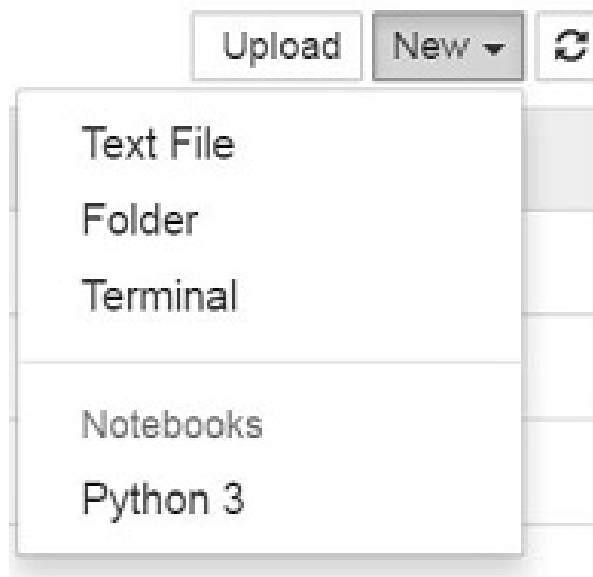 Upload New
Text File
Folder
Terminal
Notebooks
Python 3